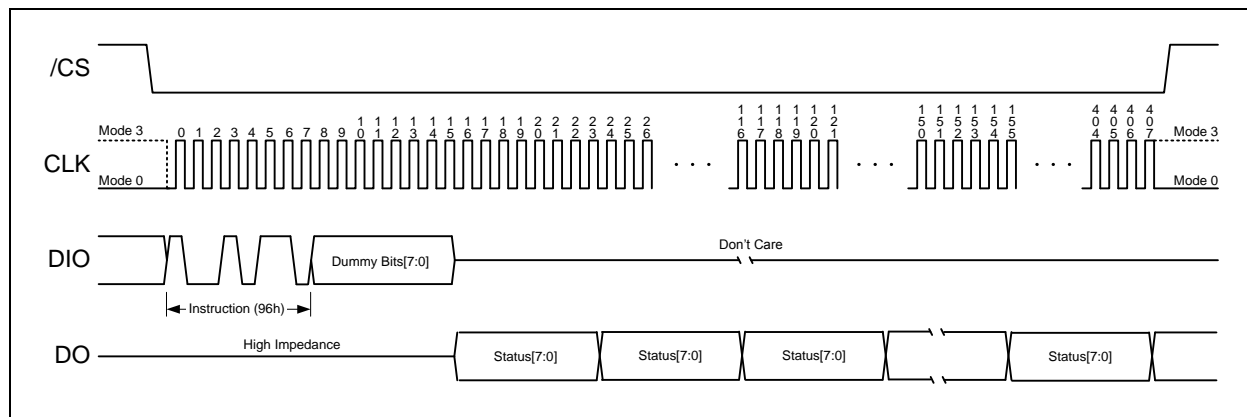 /CS
Mode 3 0 1 2 3 4 5 6 7 8 9 10 11 12 13 14 15 16 17 18 19 20 21 22 23 24 25 26 116 117 118 119 120 121 150 151 152 153 154 155 404 405 406 407 Mode 3
CLK . . . . . . . . .
Mode 0 Mode 0
DIO Dummy Bits[7:0] Don't Care
Instruction (96h)
DO High Impedance Status[7:0] Status[7:0] Status[7:0] Status[7:0]